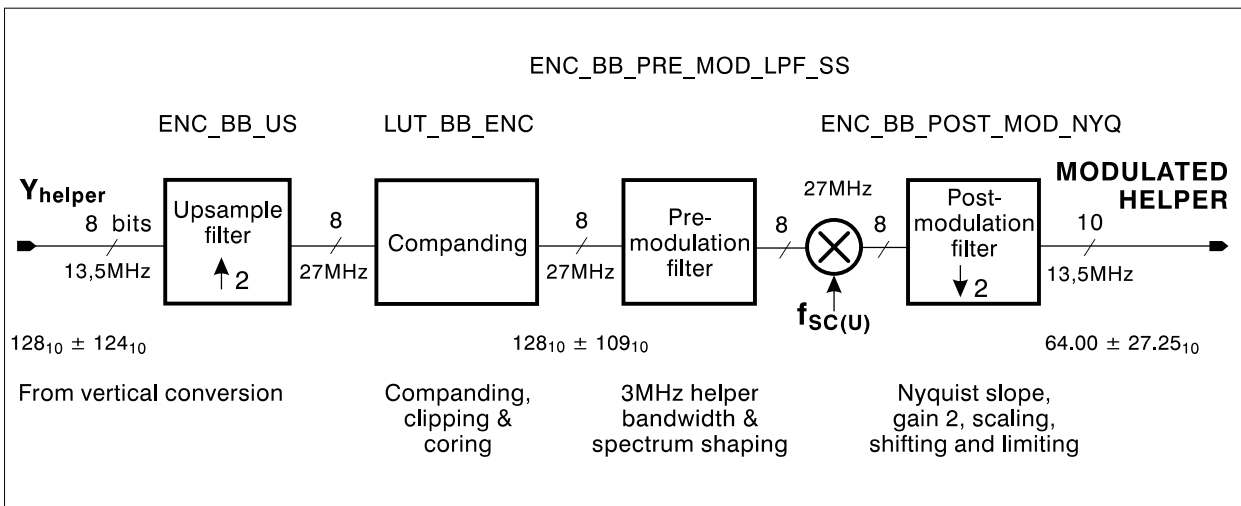 ENC_BB_PRE_MOD_LPF_SS
ENC_BB_US
LUT_BB_ENC
ENC_BB_POST_MOD_NYQ
Yhelper
8 bits
13,5MHz
Upsample
filter
2
8
27MHz
Companding
8
27MHz
Pre-
modulation
filter
8
27MHz
fSC(U)
8
Post-
modulation
filter
2
MODULATED
HELPER
10
13,5MHz
128₁₀ ± 124₁₀
128₁₀ ± 109₁₀
64.00 ± 27.25₁₀
From vertical conversion
Companding,
clipping &
coring
3MHz helper
bandwidth &
spectrum shaping
Nyquist slope,
gain 2, scaling,
shifting and limiting